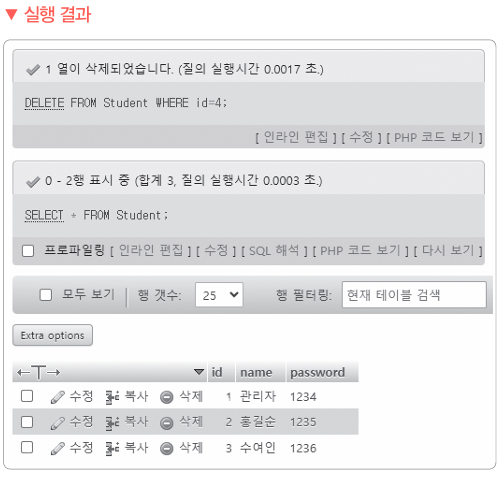 ▼ 실행 결과
1 열이 삭제되었습니다. (질의 실행시간 0.0017 초.)
DELETE FROM Student WHERE id=4;
[ 인라인 편집 ] [ 수정 ] [ PHP 코드 보기 ]
0 - 2행 표시 중 (합계 3, 질의 실행시간 0.0003 초.)
SELECT * FROM Student;
프로파일링 [ 인라인 편집 ] [ 수정 ] [ SQL 해석 ] [ PHP 코드 보기 ] [ 다시 보기 ]
모두 보기 행 갯수: 25 행 필터링: 현재 테이블 검색
Extra options
←T→ ▼ id name password
수정 복사 삭제 1 관리자 1234
수정 복사 삭제 2 홍길순 1235
수정 복사 삭제 3 수여인 1236